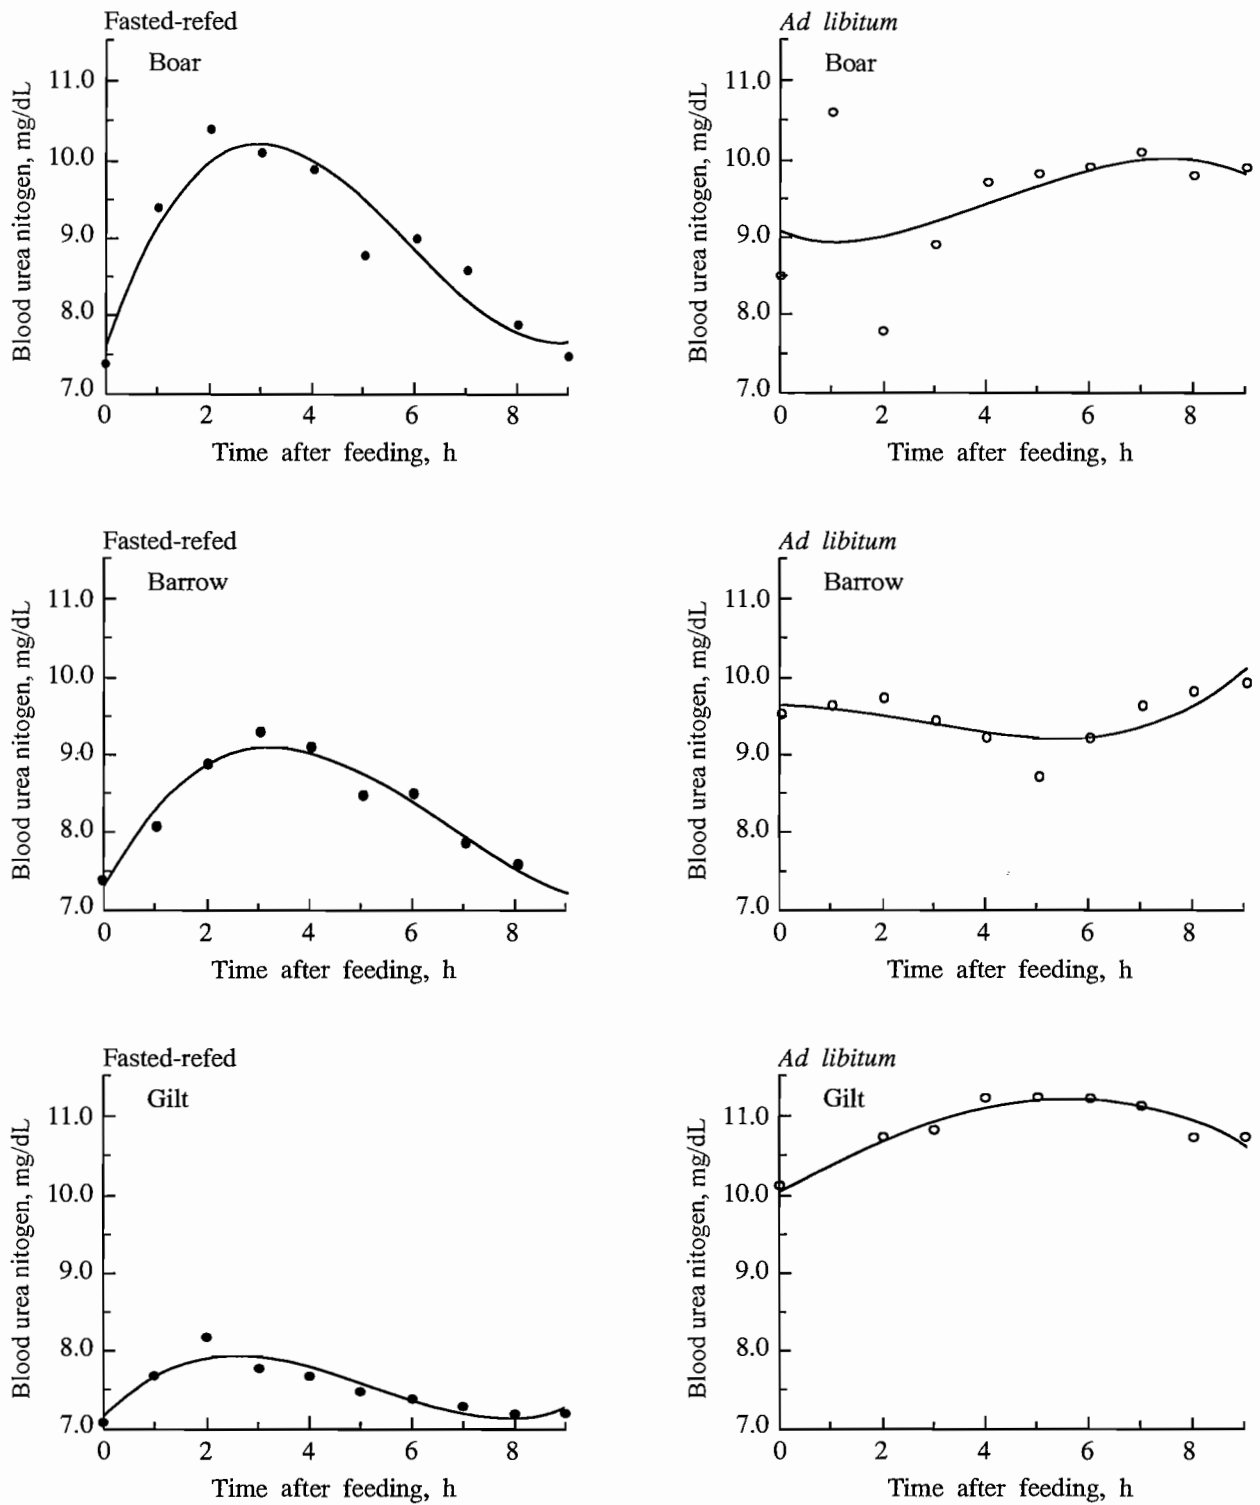 Fasted-refed
Boar
Blood urea nitogen, mg/dL
11.0
10.0
9.0
8.0
7.0
0 2 4 6 8
Time after feeding, h
Ad libitum
Boar
Blood urea nitogen, mg/dL
11.0
10.0
9.0
8.0
7.0
0 2 4 6 8
Time after feeding, h
Fasted-refed
Barrow
Blood urea nitogen, mg/dL
11.0
10.0
9.0
8.0
7.0
0 2 4 6 8
Time after feeding, h
Ad libitum
Barrow
Blood urea nitogen, mg/dL
11.0
10.0
9.0
8.0
7.0
0 2 4 6 8
Time after feeding, h
Fasted-refed
Gilt
Blood urea nitogen, mg/dL
11.0
10.0
9.0
8.0
7.0
0 2 4 6 8
Time after feeding, h
Ad libitum
Gilt
Blood urea nitogen, mg/dL
11.0
10.0
9.0
8.0
7.0
0 2 4 6 8
Time after feeding, h